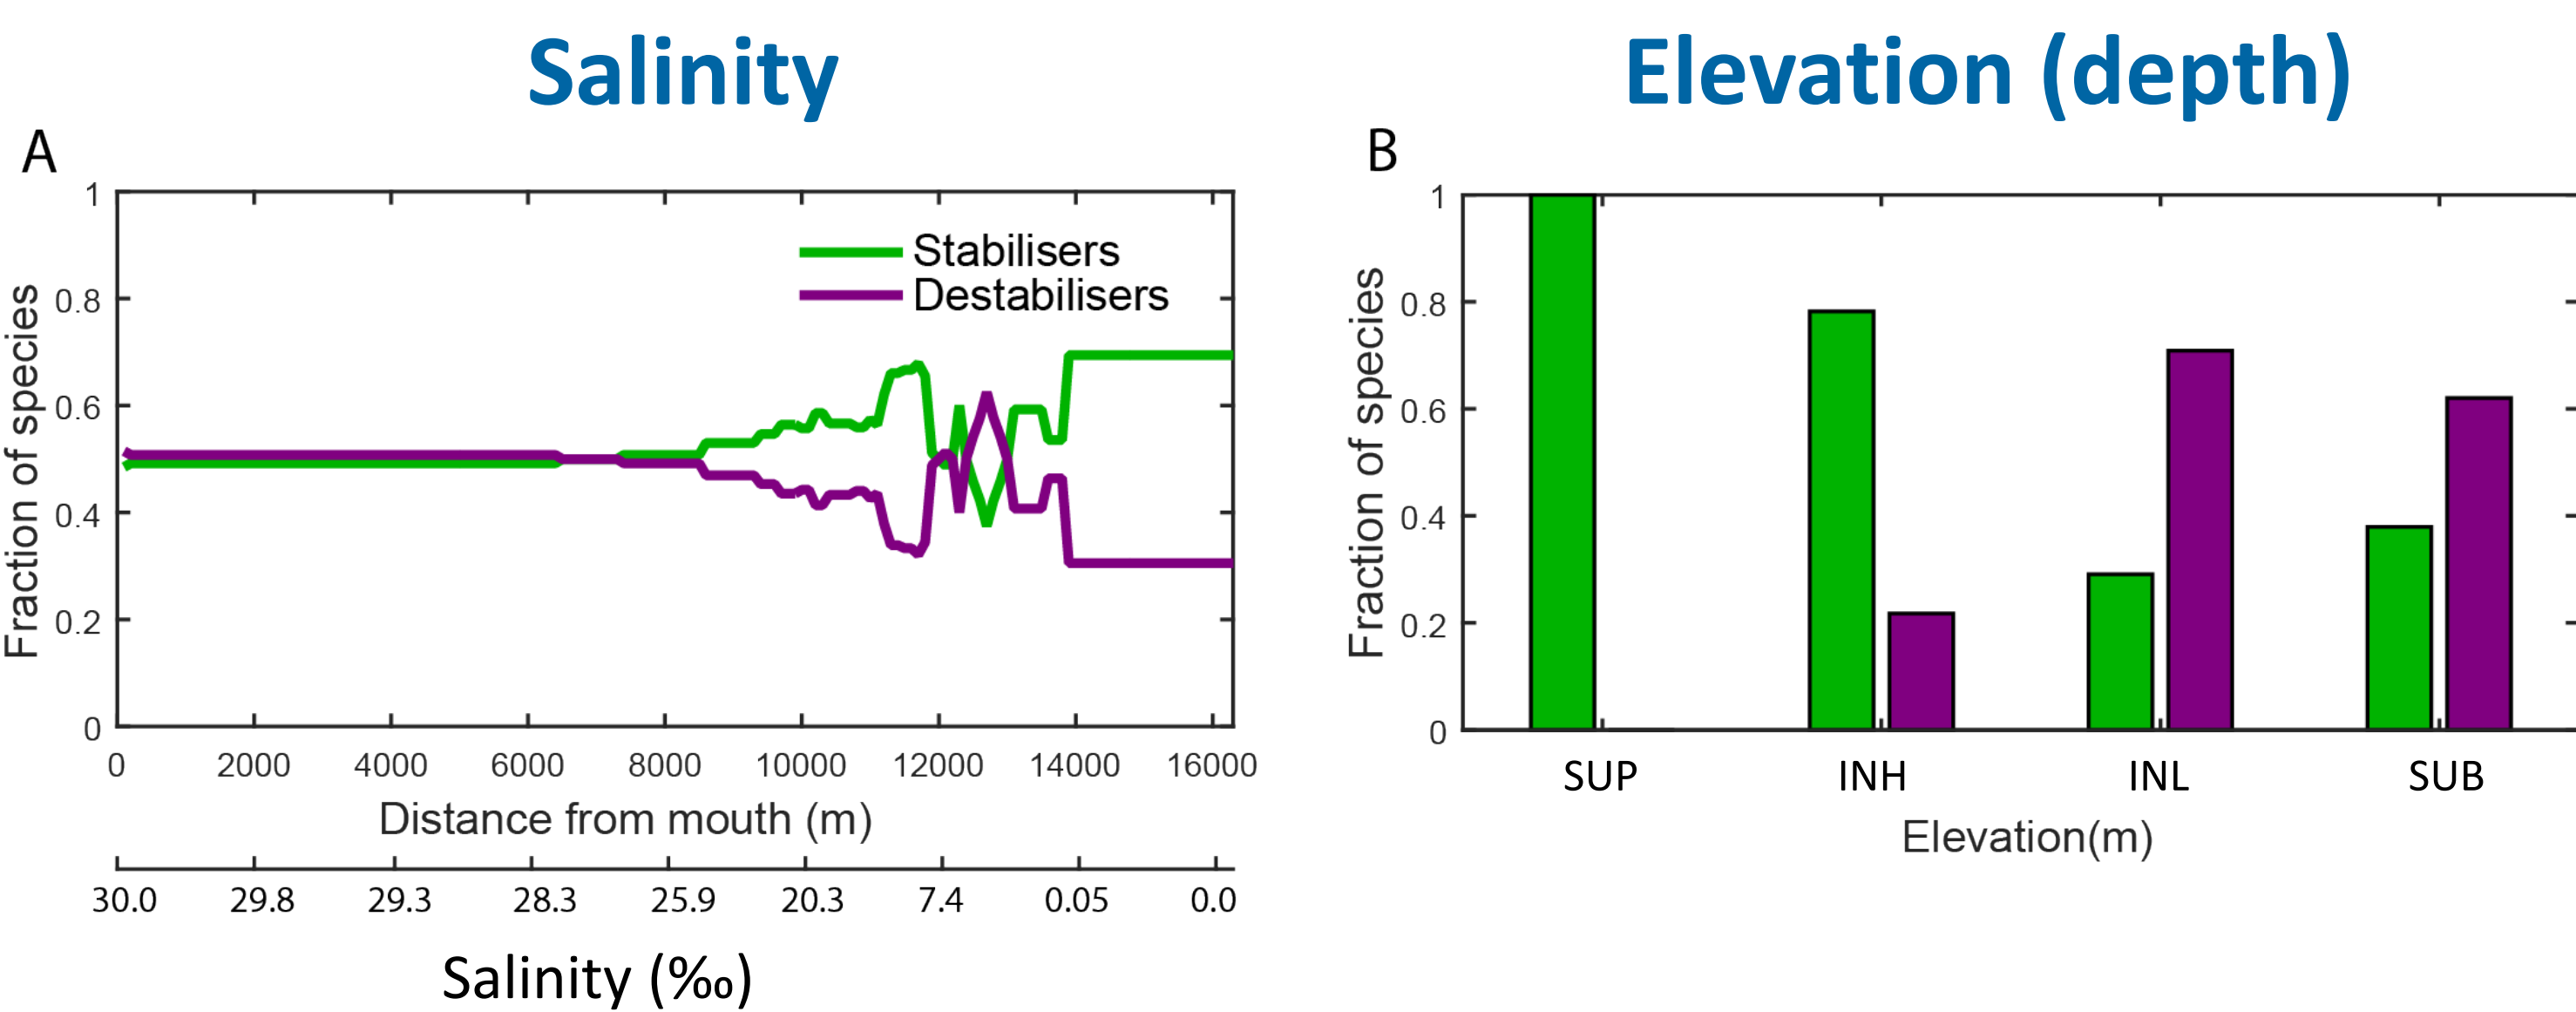 Salinity
A
Stabilisers
Destabilisers
Fraction of species
1
0.8
0.6
0.4
0.2
0
0 2000 4000 6000 8000 10000 12000 14000 16000
Distance from mouth (m)
30.0 29.8 29.3 28.3 25.9 20.3 7.4 0.05 0.0
Salinity (‰)
Elevation (depth)
B
Fraction of species
1
0.8
0.6
0.4
0.2
0
SUP INH INL SUB
Elevation(m)